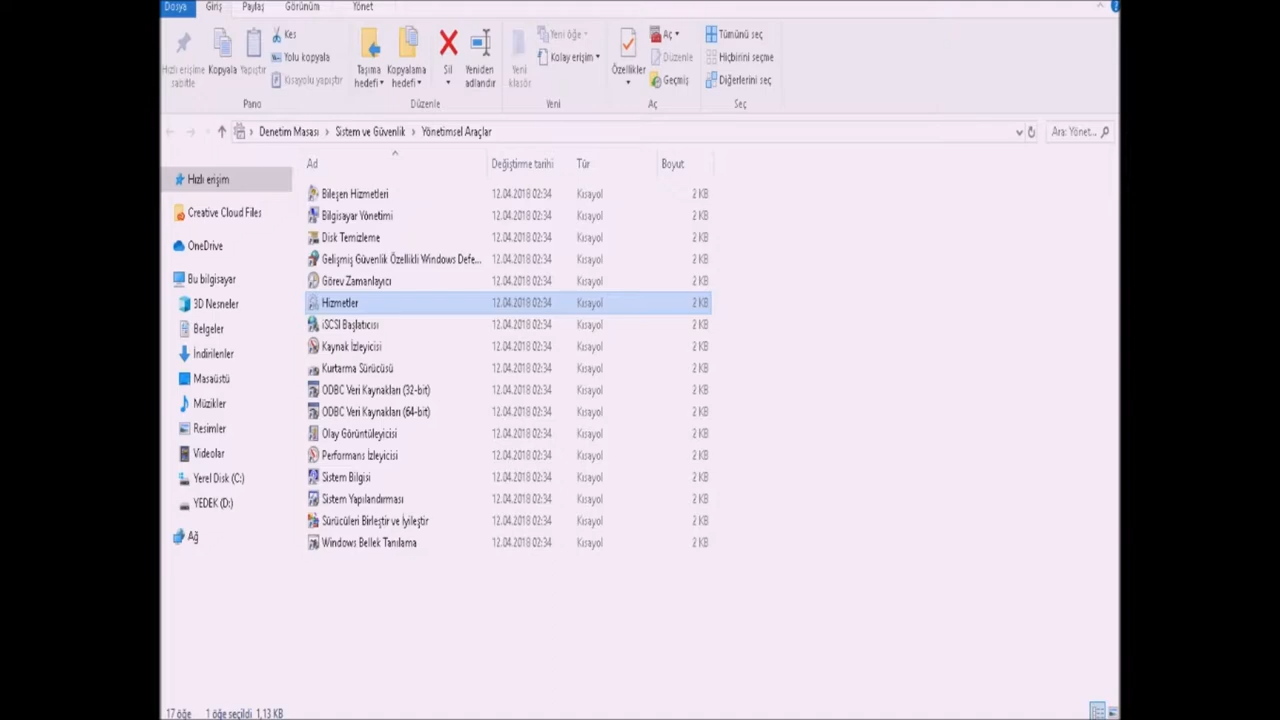 Dosya Giriş Paylaş Görünüm Yönet
Hızlı erişime sabitle
Kopyala
Yapıştır
Kes
Yolu kopyala
Kısayolu yapıştır
Pano
Taşıma hedefi
Kopyalama hedefi
Sil
Yeniden adlandır
Düzenle
Yeni klasör
Yeni öğe
Kolay erişim
Yeni
Özellikler
Aç
Düzenle
Geçmiş
Aç
Tümünü seç
Hiçbirini seçme
Diğerlerini seç
Seç
Denetim Masası > Sistem ve Güvenlik > Yönetimsel Araçlar
Ara: Yönet...
Hızlı erişim
Creative Cloud Files
OneDrive
Bu bilgisayar
3D Nesneler
Belgeler
İndirilenler
Masaüstü
Müzikler
Resimler
Videolar
Yerel Disk (C:)
YEDEK (D:)
Ağ
Ad Değiştirme tarihi Tür Boyut
Bileşen Hizmetleri 12.04.2018 02:34 Kısayol 2 KB
Bilgisayar Yönetimi 12.04.2018 02:34 Kısayol 2 KB
Disk Temizleme 12.04.2018 02:34 Kısayol 2 KB
Gelişmiş Güvenlik Özellikli Windows Defe... 12.04.2018 02:34 Kısayol 2 KB
Görev Zamanlayıcı 12.04.2018 02:34 Kısayol 2 KB
Hizmetler 12.04.2018 02:34 Kısayol 2 KB
iSCSI Başlatıcısı 12.04.2018 02:34 Kısayol 2 KB
Kaynak İzleyicisi 12.04.2018 02:34 Kısayol 2 KB
Kurtarma Sürücüsü 12.04.2018 02:34 Kısayol 2 KB
ODBC Veri Kaynakları (32-bit) 12.04.2018 02:34 Kısayol 2 KB
ODBC Veri Kaynakları (64-bit) 12.04.2018 02:34 Kısayol 2 KB
Olay Görüntüleyicisi 12.04.2018 02:34 Kısayol 2 KB
Performans İzleyicisi 12.04.2018 02:34 Kısayol 2 KB
Sistem Bilgisi 12.04.2018 02:34 Kısayol 2 KB
Sistem Yapılandırması 12.04.2018 02:34 Kısayol 2 KB
Sürücüleri Birleştir ve İyileştir 12.04.2018 02:34 Kısayol 2 KB
Windows Bellek Tanılama 12.04.2018 02:34 Kısayol 2 KB
17 öğe 1 öğe seçildi 1,13 KB